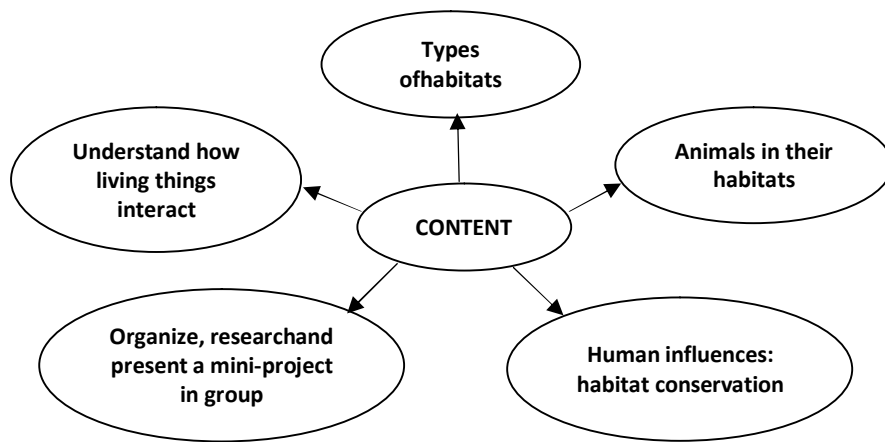 Types
ofhabitats
Understand how
living things
interact
Animals in their
habitats
CONTENT
Organize, researchand
present a mini-project
in group
Human influences:
habitat conservation